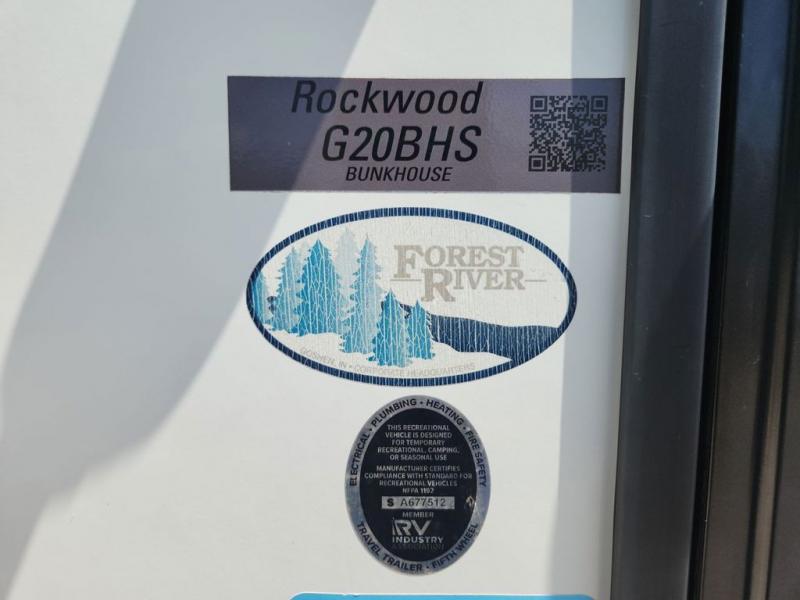 Rockwood
G20BHS
BUNKHOUSE
FOREST
RIVER
GOSHEN, IN • CORPORATE HEADQUARTERS
ELECTRICAL • PLUMBING • HEATING • FIRE SAFETY
THIS RECREATIONAL
VEHICLE IS DESIGNED
FOR TEMPORARY
RECREATIONAL, CAMPING,
OR SEASONAL USE
MANUFACTURER CERTIFIES
COMPLIANCE WITH STANDARD FOR
RECREATIONAL VEHICLES
NFPA 1192
S A677512
MEMBER
RV
INDUSTRY
ASSOCIATION
TRAVEL TRAILER • FIFTH WHEEL